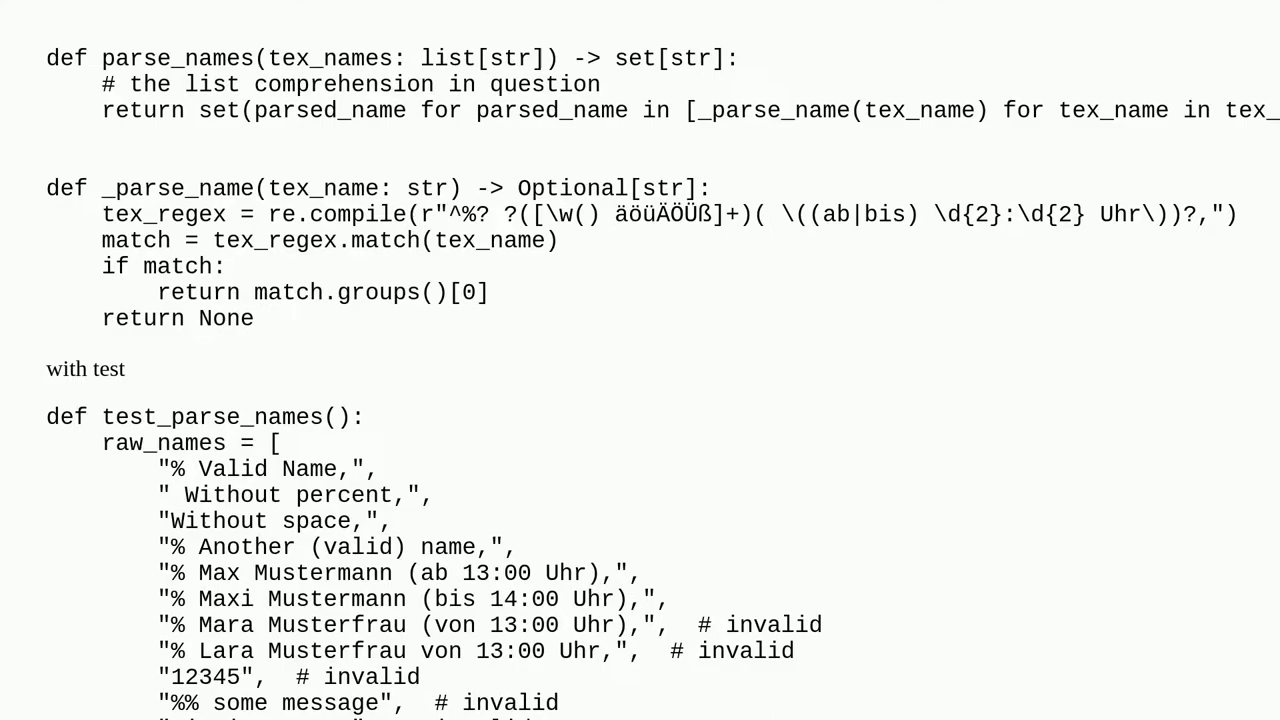 def parse_names(tex_names: list[str]) -> set[str]:
    # the list comprehension in question
    return set(parsed_name for parsed_name in [_parse_name(tex_name) for tex_name in tex_
def _parse_name(tex_name: str) -> Optional[str]:
    tex_regex = re.compile(r"^%? ?([\w() äöüÄÖÜß]+)( \((ab|bis) \d{2}:\d{2} Uhr\))?,")
    match = tex_regex.match(tex_name)
    if match:
        return match.groups()[0]
    return None
with test
def test_parse_names():
    raw_names = [
        "% Valid Name,",
        " Without percent,",
        "Without space,",
        "% Another (valid) name,",
        "% Max Mustermann (ab 13:00 Uhr),",
        "% Maxi Mustermann (bis 14:00 Uhr),",
        "% Mara Musterfrau (von 13:00 Uhr),",  # invalid
        "% Lara Musterfrau von 13:00 Uhr,",  # invalid
        "12345",  # invalid
        "%% some message",  # invalid